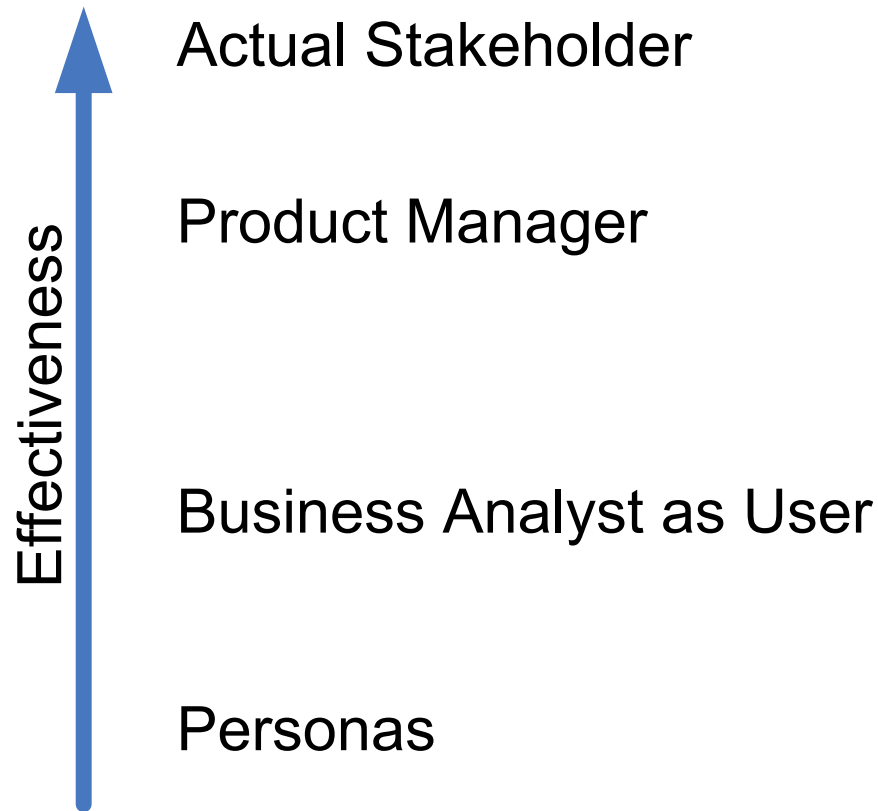 Actual Stakeholder
Product Manager
Effectiveness
Business Analyst as User
Personas